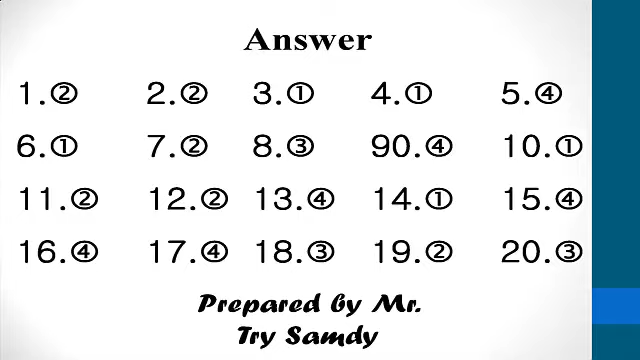 Answer
1.② 2.② 3.① 4.① 5.④
6.① 7.② 8.③ 90.④ 10.①
11.② 12.② 13.④ 14.① 15.④
16.④ 17.④ 18.③ 19.② 20.③
Prepared by Mr.
Try Samdy